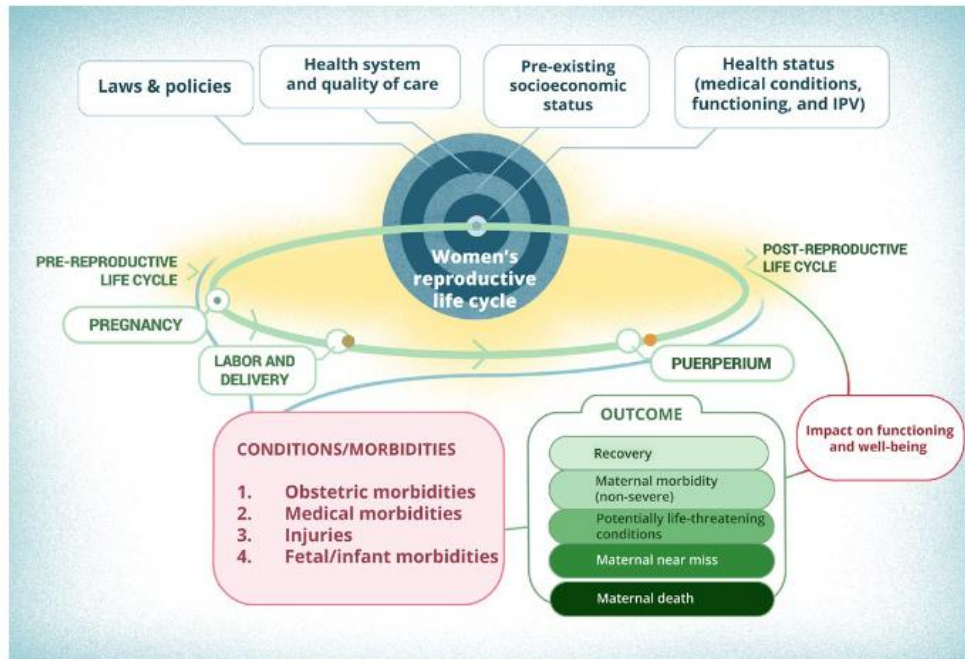 Laws & policies
Health system
and quality of care
Pre-existing
socioeconomic
status
Health status
(medical conditions,
functioning, and IPV)
Women's
reproductive
life cycle
PRE-REPRODUCTIVE
LIFE CYCLE
POST-REPRODUCTIVE
LIFE CYCLE
PREGNANCY
LABOR AND
DELIVERY
PUERPERIUM
CONDITIONS/MORBIDITIES
1. Obstetric morbidities
2. Medical morbidities
3. Injuries
4. Fetal/infant morbidities
OUTCOME
Recovery
Maternal morbidity
(non-severe)
Potentially life-threatening
conditions
Maternal near miss
Maternal death
Impact on functioning
and well-being